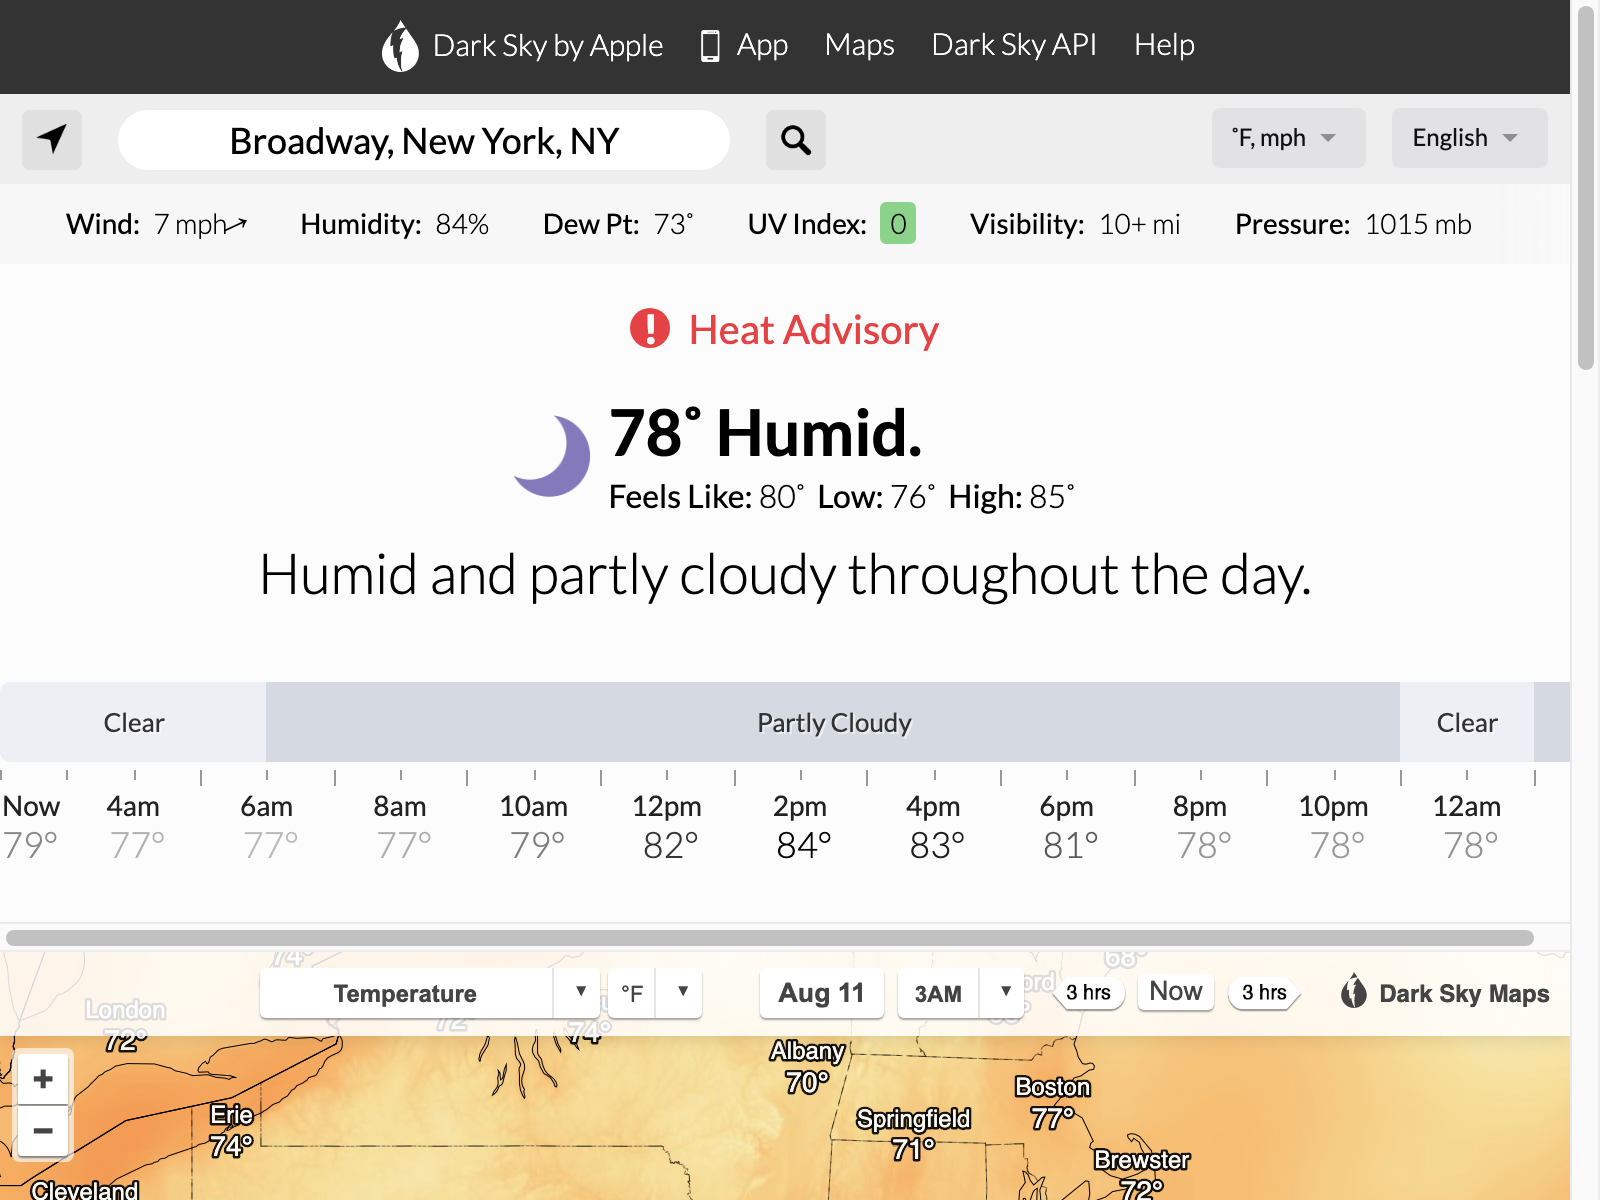 Dark Sky by Apple App Maps Dark Sky API Help
Broadway, New York, NY ˚F, mph English
Wind: 7 mph Humidity: 84% Dew Pt: 73˚ UV Index: 0 Visibility: 10+ mi Pressure: 1015 mb
Heat Advisory
78˚ Humid.
Feels Like: 80˚ Low: 76˚ High: 85˚
Humid and partly cloudy throughout the day.
Clear Partly Cloudy Clear
Now 4am 6am 8am 10am 12pm 2pm 4pm 6pm 8pm 10pm 12am
79° 77° 77° 77° 79° 82° 84° 83° 81° 78° 78° 78°
74° 68°
Temperature ▼ °F ▼ Aug 11 3AM ▼ 3 hrs Now 3 hrs Dark Sky Maps
London
72° 72° 74°
Albany
70°
+
Boston
77°
Erie
74°
Springfield
71°
−
Brewster
72°
Cleveland